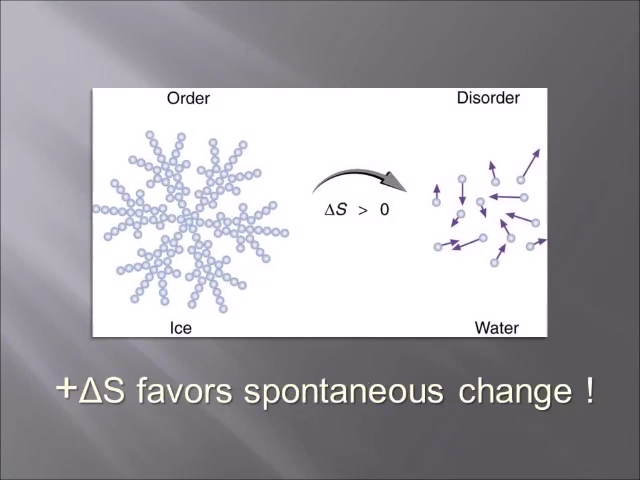 Order Disorder
ΔS > 0
Ice Water
+ΔS favors spontaneous change !